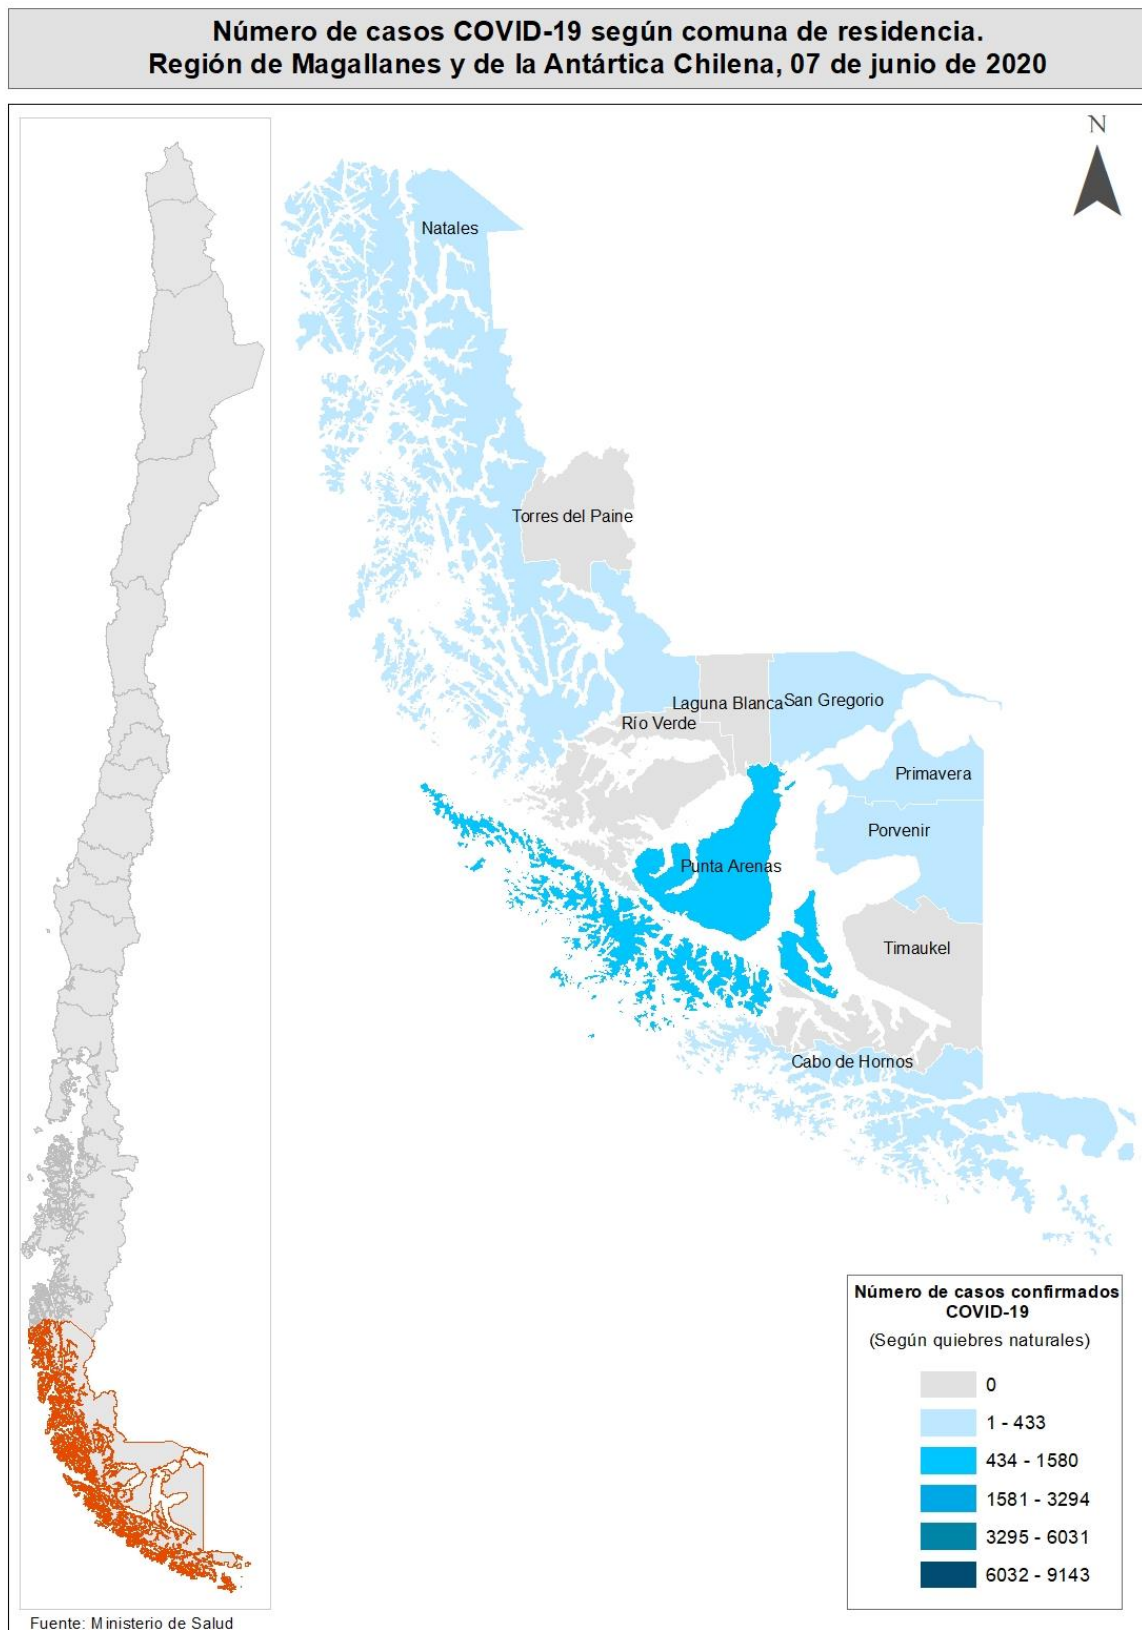 Número de casos COVID-19 según comuna de residencia.
Región de Magallanes y de la Antártica Chilena, 07 de junio de 2020
N
Natales
Torres del Paine
Laguna Blanca
San Gregorio
Río Verde
Primavera
Porvenir
Punta Arenas
Timaukel
Cabo de Hornos
Número de casos confirmados
COVID-19
(Según quiebres naturales)
0
1 - 433
434 - 1580
1581 - 3294
3295 - 6031
6032 - 9143
Fuente: Ministerio de Salud